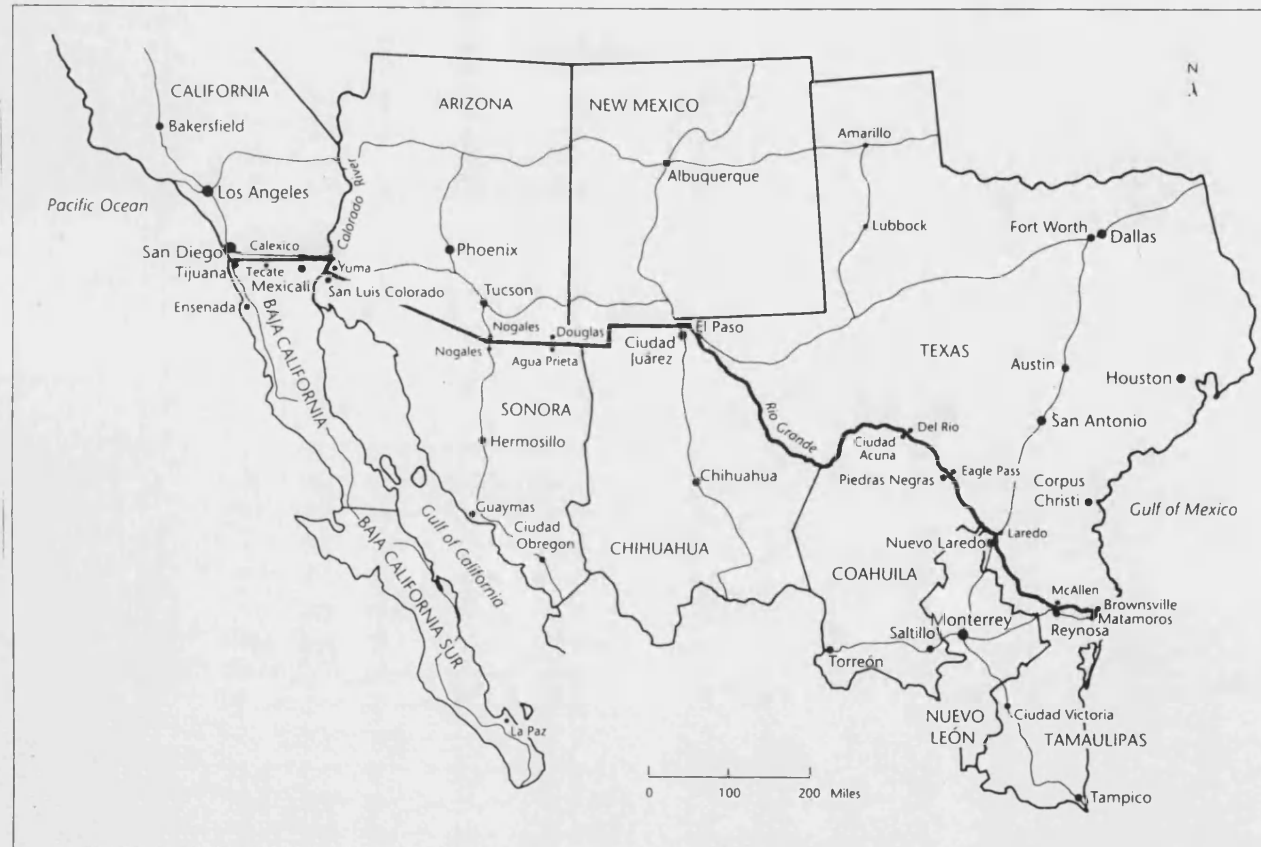 N
CALIFORNIA
ARIZONA
NEW MEXICO
Bakersfield
Amarillo
Albuquerque
Colorado River
Los Angeles
Pacific Ocean
Lubbock
Fort Worth
Dallas
San Diego
Calexico
Phoenix
Tijuana
Tecate
Yuma
Mexicali
San Luis Colorado
Ensenada
Tucson
BAJA CALIFORNIA
Nogales
Douglas
El Paso
Nogales
Agua Prieta
Ciudad
Juárez
TEXAS
Austin
Houston
SONORA
Rio Grande
San Antonio
Hermosillo
Ciudad
Acuna
Del Rio
Chihuahua
Piedras Negras
Eagle Pass
Corpus
Christi
Gulf of Mexico
Guaymas
Gulf of California
Ciudad
Obregon
CHIHUAHUA
Laredo
Nuevo Laredo
BAJA CALIFORNIA SUR
COAHUILA
McAllen
Brownsville
Matamoros
Monterrey
Reynosa
Saltillo
Torreón
La Paz
NUEVO
LEÓN
Ciudad Victoria
TAMAULIPAS
0 100 200 Miles
Tampico